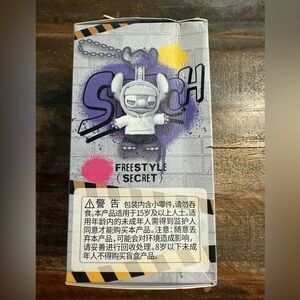 FREESTYLE
(SECRET)
⚠警 告 包装内含小零件,请勿吞
食。本产品适用于15岁及以上人士。适
用年龄内的未成年人需得到监护人
同意才能购买本产品。注意:随意丢
弃本产品,可能会对环境造成影响,
请妥善进行回收处理。8岁以下未成
年人不得购买盲盒产品。